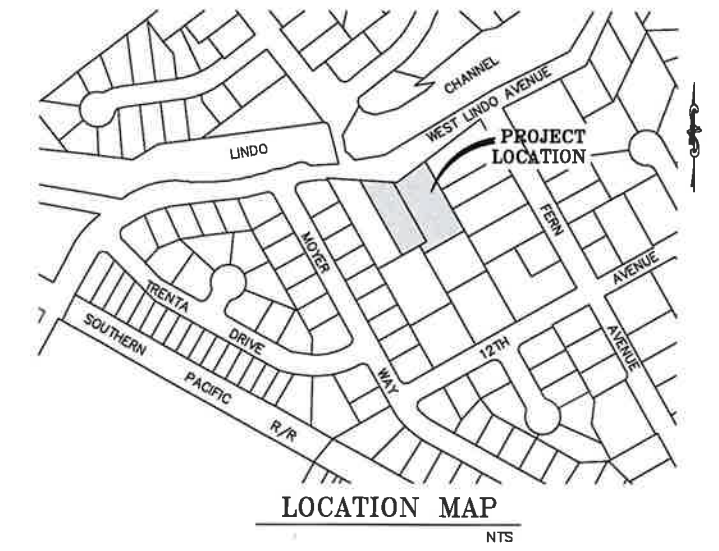 CHANNEL
WEST LINDO AVENUE
PROJECT
LOCATION
LINDO
MOYER
WAY
FERN
AVENUE
12TH
AVENUE
TRENTA
DRIVE
SOUTHERN
PACIFIC
R/R
LOCATION MAP
NTS